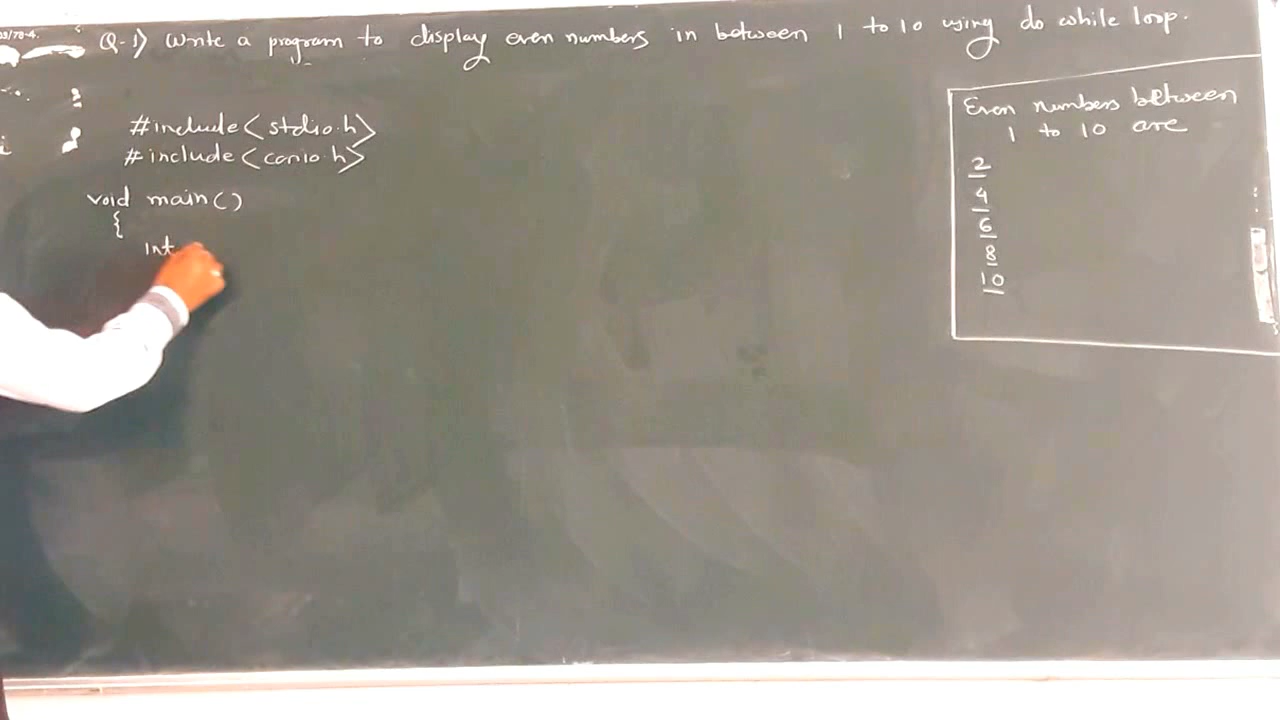 Q-1) Write a program to display even numbers in between 1 to 10 using do while loop.
#include<stdio.h>
#include<conio.h>
void main()
{
int
Even numbers between
1 to 10 are
2
4
6
8
10